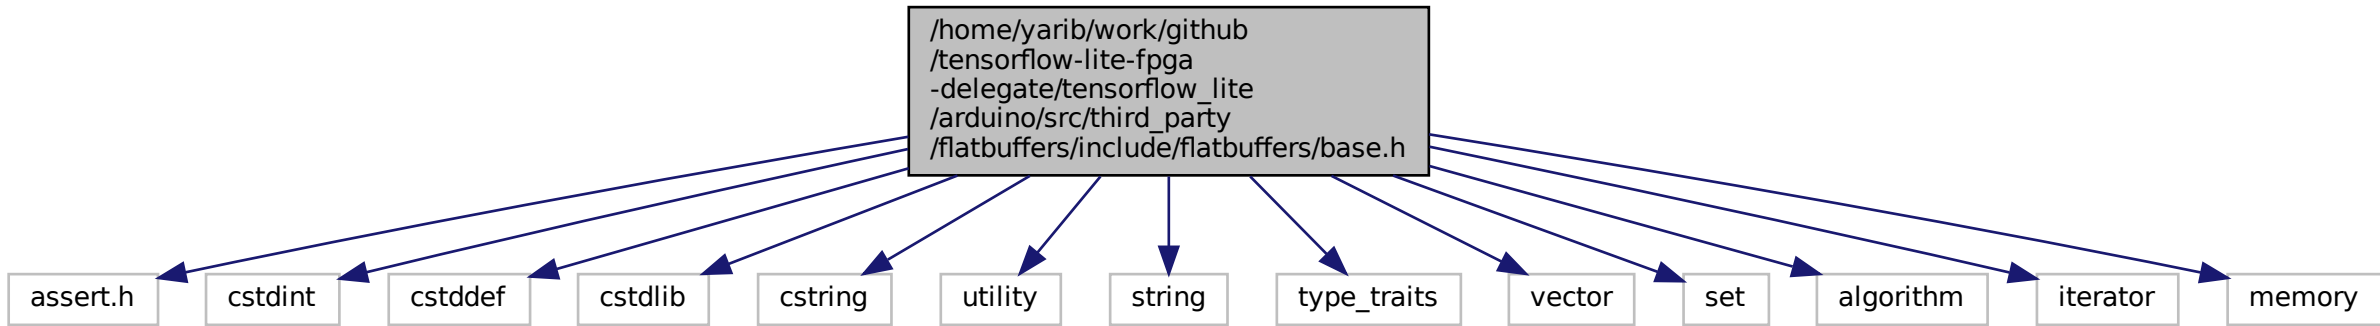 /home/yarib/work/github
/tensorflow-lite-fpga
-delegate/tensorflow_lite
/arduino/src/third_party
/flatbuffers/include/flatbuffers/base.h
assert.h
cstdint
cstddef
cstdlib
cstring
utility
string
type_traits
vector
set
algorithm
iterator
memory